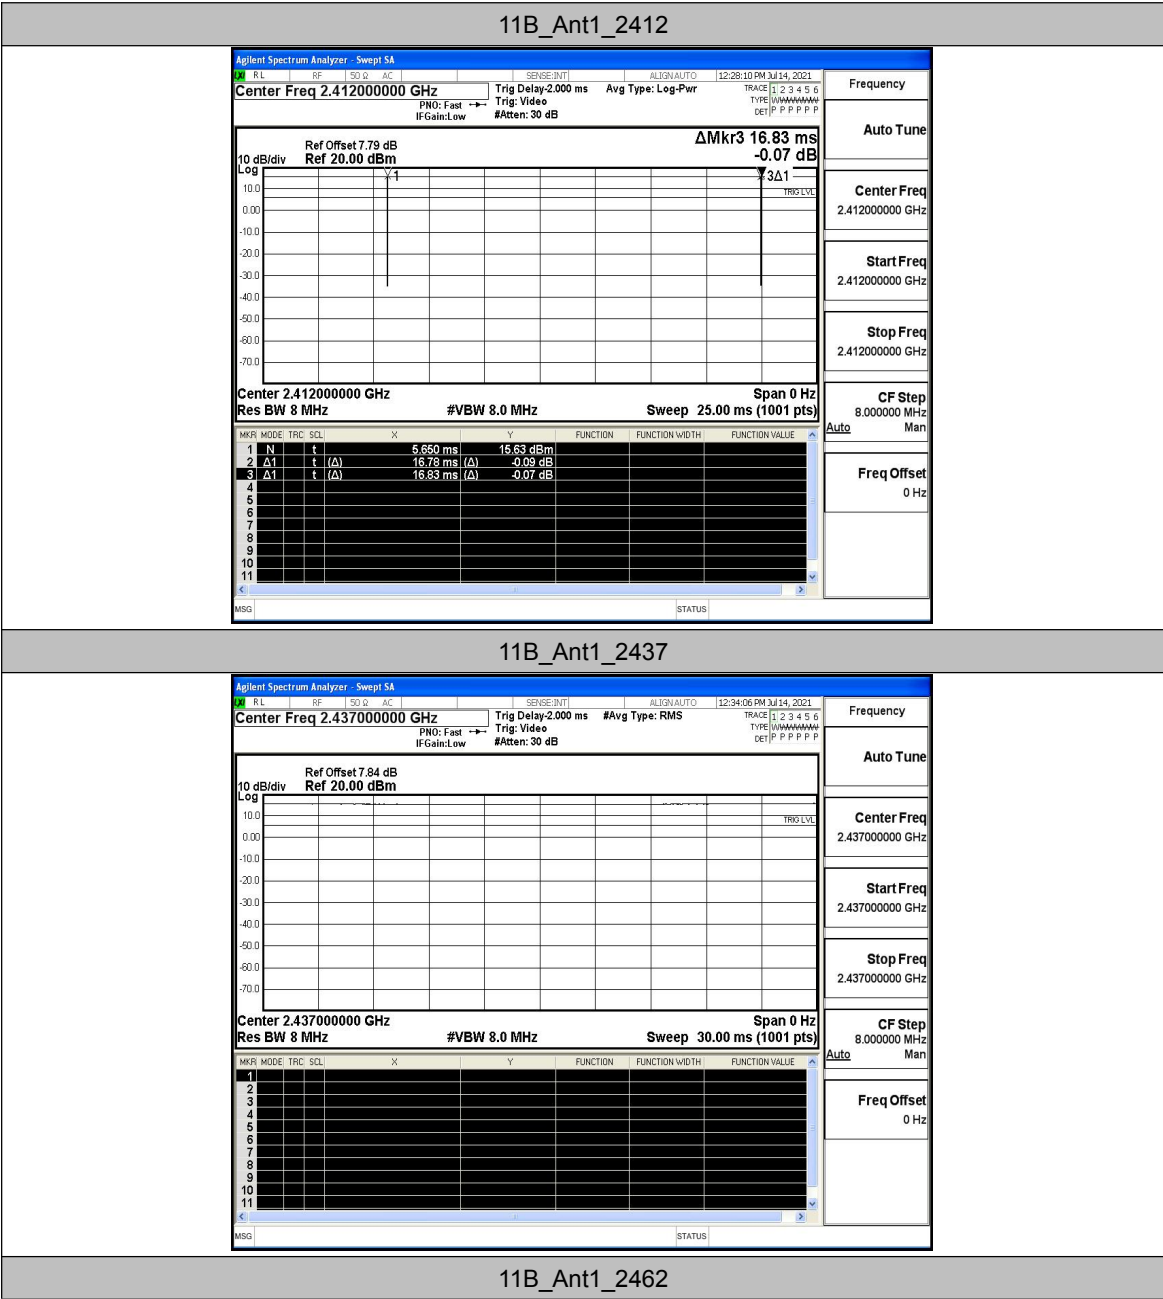 11B_Ant1_2412
Agilent Spectrum Analyzer - Swept SA
LXI RL RF 50 Ω AC SENSE:INT ALIGNAUTO 12:28:10 PM Jul 14, 2021
Center Freq 2.412000000 GHz
PNO: Fast
IFGain:Low
Trig Delay-2.000 ms
Trig: Video
#Atten: 30 dB
Avg Type: Log-Pwr
TRACE 1 2 3 4 5 6
TYPE WWWWWW
DET P P P P P P
ΔMkr3 16.83 ms
-0.07 dB
Ref Offset 7.79 dB
10 dB/div Ref 20.00 dBm
Log
1
3Δ1
TRIG LVL
10.0
0.00
-10.0
-20.0
-30.0
-40.0
-50.0
-60.0
-70.0
Center 2.412000000 GHz Span 0 Hz
Res BW 8 MHz #VBW 8.0 MHz Sweep 25.00 ms (1001 pts)
MKR MODE TRC SCL X Y FUNCTION FUNCTION WIDTH FUNCTION VALUE
1 N t 5.650 ms 15.63 dBm
2 Δ1 t (Δ) 16.78 ms (Δ) -0.09 dB
3 Δ1 t (Δ) 16.83 ms (Δ) -0.07 dB
4
5
6
7
8
9
10
11
MSG STATUS
Frequency
Auto Tune
Center Freq
2.412000000 GHz
Start Freq
2.412000000 GHz
Stop Freq
2.412000000 GHz
CF Step
8.000000 MHz
Auto Man
Freq Offset
0 Hz
11B_Ant1_2437
Agilent Spectrum Analyzer - Swept SA
LXI RL RF 50 Ω AC SENSE:INT ALIGNAUTO 12:34:06 PM Jul 14, 2021
Center Freq 2.437000000 GHz
PNO: Fast
IFGain:Low
Trig Delay-2.000 ms
Trig: Video
#Atten: 30 dB
#Avg Type: RMS
TRACE 1 2 3 4 5 6
TYPE WWWWWW
DET P P P P P P
Ref Offset 7.84 dB
10 dB/div Ref 20.00 dBm
Log
TRIG LVL
10.0
0.00
-10.0
-20.0
-30.0
-40.0
-50.0
-60.0
-70.0
Center 2.437000000 GHz Span 0 Hz
Res BW 8 MHz #VBW 8.0 MHz Sweep 30.00 ms (1001 pts)
MKR MODE TRC SCL X Y FUNCTION FUNCTION WIDTH FUNCTION VALUE
1
2
3
4
5
6
7
8
9
10
11
MSG STATUS
Frequency
Auto Tune
Center Freq
2.437000000 GHz
Start Freq
2.437000000 GHz
Stop Freq
2.437000000 GHz
CF Step
8.000000 MHz
Auto Man
Freq Offset
0 Hz
11B_Ant1_2462